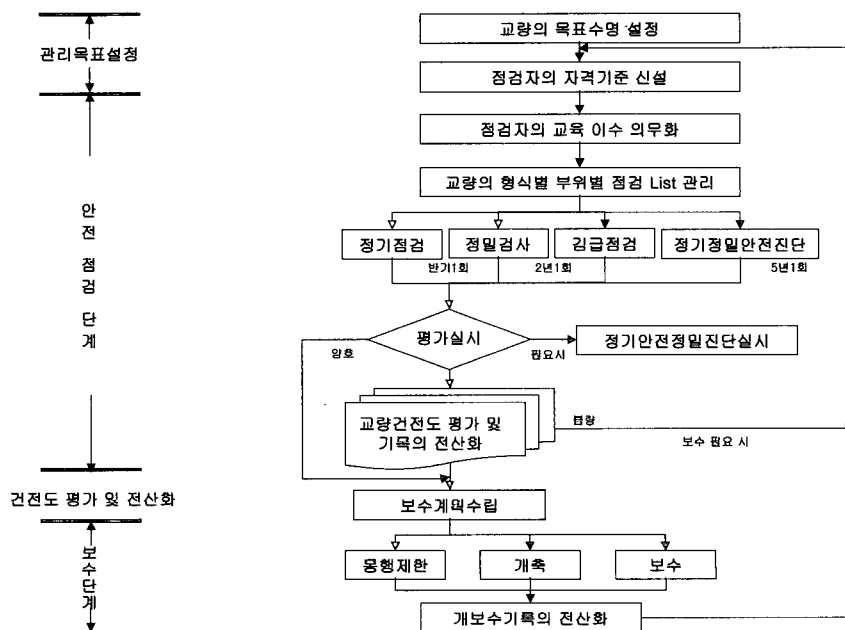 교량의 목표수명 설정
관리목표설정
점검자의 자격기준 신설
점검자의 교육 이수 의무화
교량의 형식별 부위별 점검 List 관리
안전 점검 단계
정기점검
정밀검사
김급점검
정기정밀안전진단
반기1회
2년1회
5년1회
평가실시
양호
필요시
정기안전정밀진단실시
교량건전도 평가 및
기록의 전산화
불량
보수 필요 시
건전도 평가 및 전산화
보수계획수립
보수단계
통행제한
개축
보수
개보수기록의 전산화